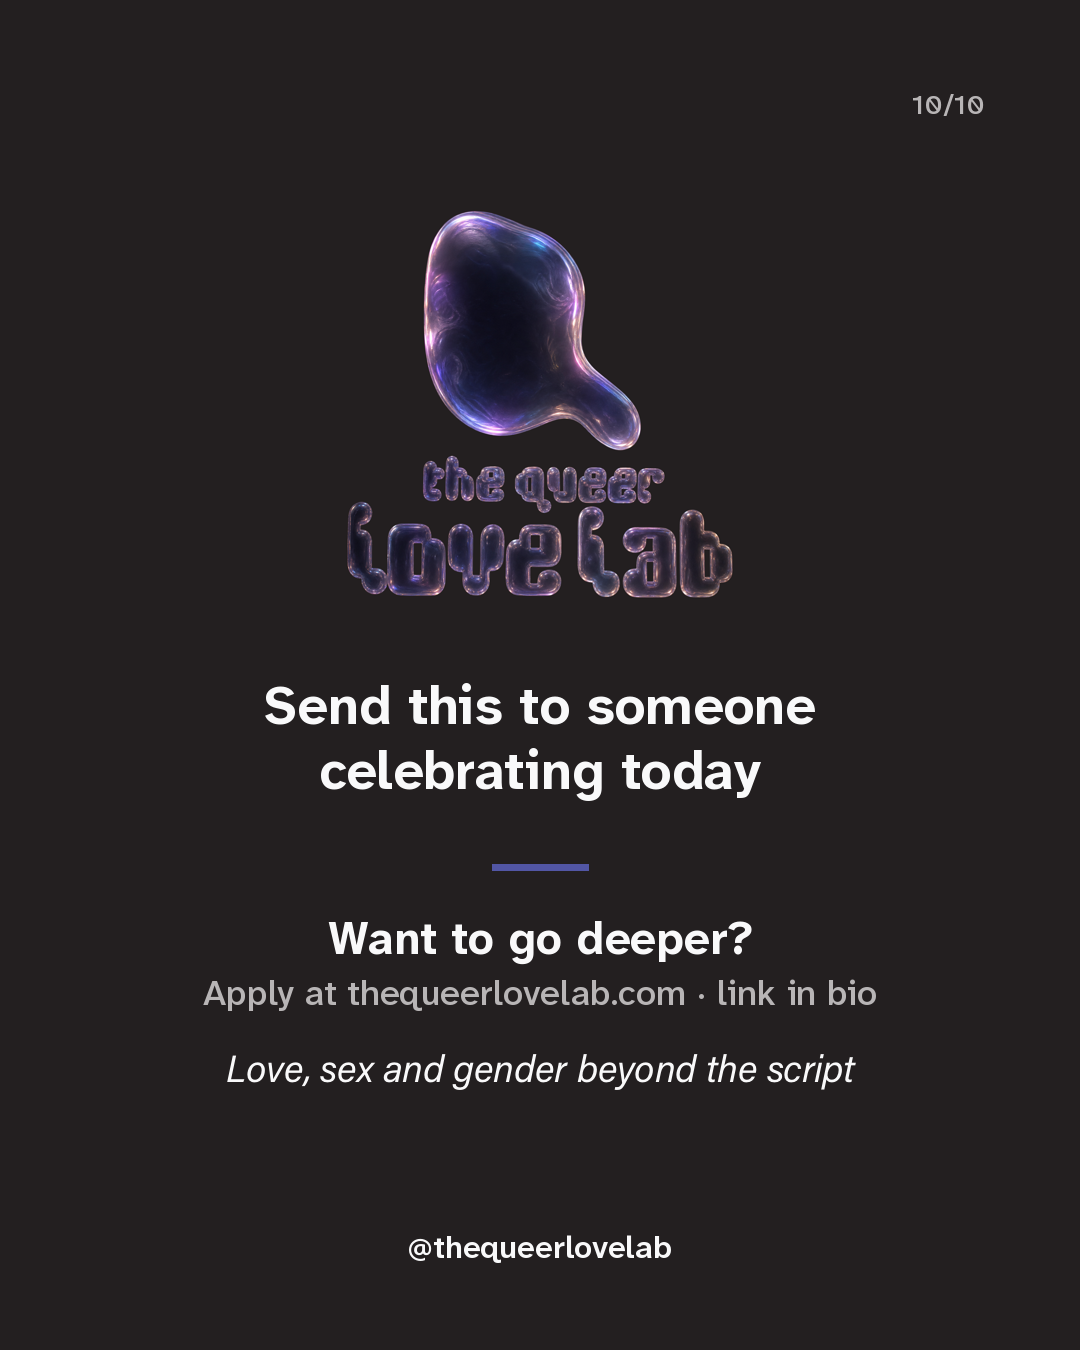 10/10
the queer
love lab
Send this to someone
celebrating today
Want to go deeper?
Apply at thequeerlovelab.com · link in bio
Love, sex and gender beyond the script
@thequeerlovelab